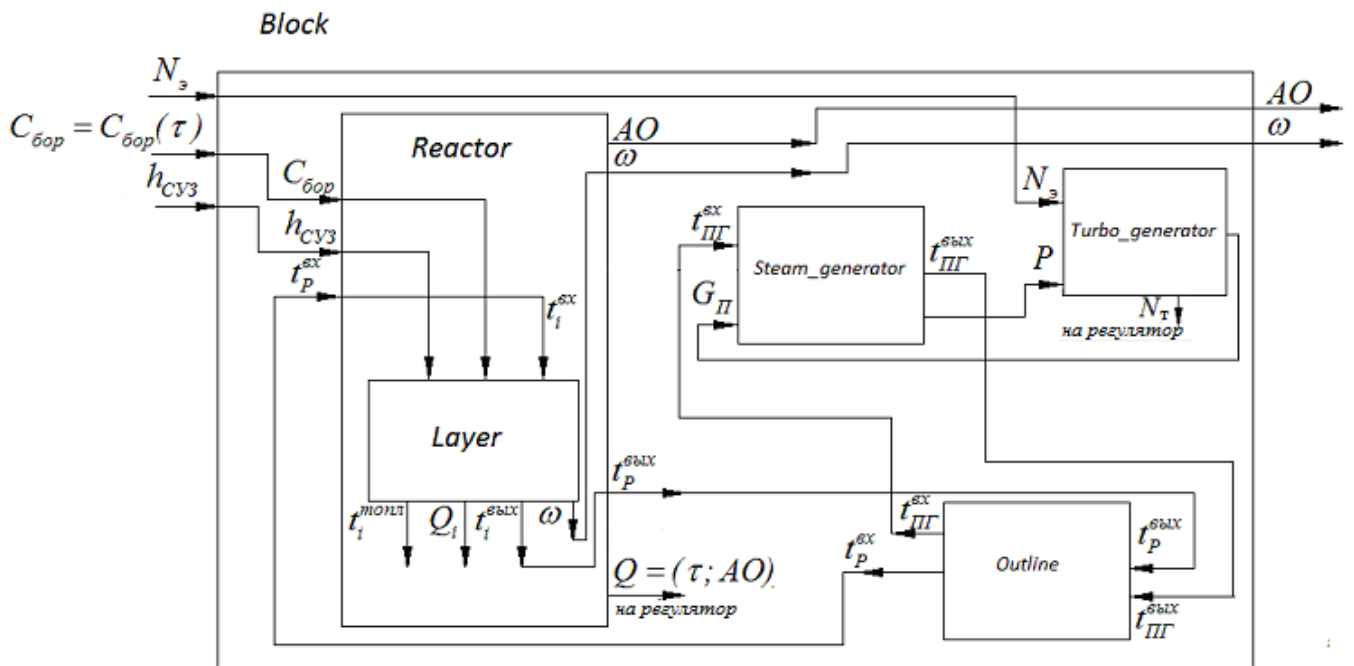 Block
N_э
C_бор = C_бор(τ)
h_СУЗ
AO
ω
Reactor
AO
ω
C_бор
h_СУЗ
t_P^вх
t_i^вх
Layer
t_i^топл
Q_i
t_i^вых
ω
t_P^вых
Q = (τ; AO)
на регулятор
t_ПГ^вх
G_П
Steam_generator
t_ПГ^вых
N_э
P
Turbo_generator
N_т
на регулятор
t_ПГ^вх
t_P^вх
Outline
t_P^вых
t_ПГ^вых